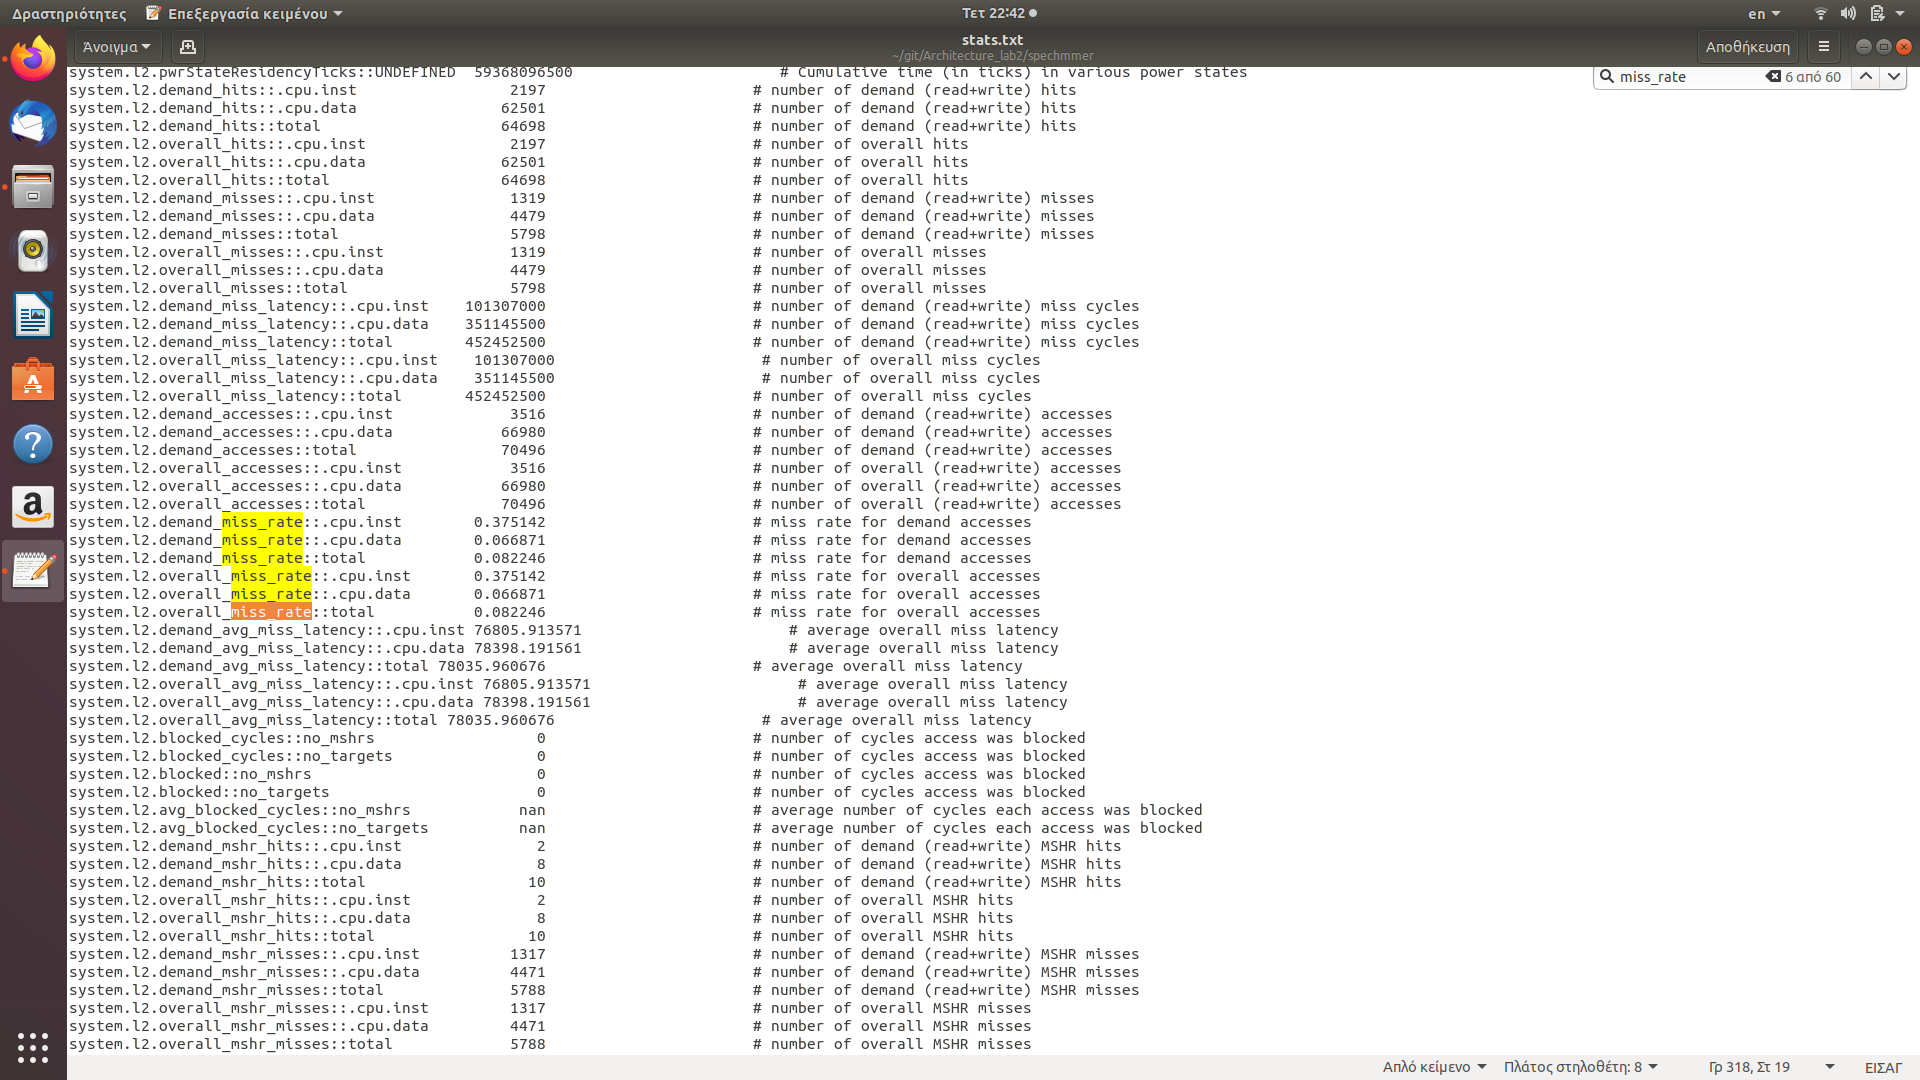 Δραστηριότητες Επεξεργασία κειμένου Τετ 22:42 en
Άνοιγμα stats.txt Αποθήκευση
~/git/Architecture_lab2/spechmmer
miss_rate 6 από 60
system.l2.pwrStateResidencyTicks::UNDEFINED 59368096500 # Cumulative time (in ticks) in various power states
system.l2.demand_hits::.cpu.inst 2197 # number of demand (read+write) hits
system.l2.demand_hits::.cpu.data 62501 # number of demand (read+write) hits
system.l2.demand_hits::total 64698 # number of demand (read+write) hits
system.l2.overall_hits::.cpu.inst 2197 # number of overall hits
system.l2.overall_hits::.cpu.data 62501 # number of overall hits
system.l2.overall_hits::total 64698 # number of overall hits
system.l2.demand_misses::.cpu.inst 1319 # number of demand (read+write) misses
system.l2.demand_misses::.cpu.data 4479 # number of demand (read+write) misses
system.l2.demand_misses::total 5798 # number of demand (read+write) misses
system.l2.overall_misses::.cpu.inst 1319 # number of overall misses
system.l2.overall_misses::.cpu.data 4479 # number of overall misses
system.l2.overall_misses::total 5798 # number of overall misses
system.l2.demand_miss_latency::.cpu.inst 101307000 # number of demand (read+write) miss cycles
system.l2.demand_miss_latency::.cpu.data 351145500 # number of demand (read+write) miss cycles
system.l2.demand_miss_latency::total 452452500 # number of demand (read+write) miss cycles
system.l2.overall_miss_latency::.cpu.inst 101307000 # number of overall miss cycles
system.l2.overall_miss_latency::.cpu.data 351145500 # number of overall miss cycles
system.l2.overall_miss_latency::total 452452500 # number of overall miss cycles
system.l2.demand_accesses::.cpu.inst 3516 # number of demand (read+write) accesses
system.l2.demand_accesses::.cpu.data 66980 # number of demand (read+write) accesses
system.l2.demand_accesses::total 70496 # number of demand (read+write) accesses
system.l2.overall_accesses::.cpu.inst 3516 # number of overall (read+write) accesses
system.l2.overall_accesses::.cpu.data 66980 # number of overall (read+write) accesses
system.l2.overall_accesses::total 70496 # number of overall (read+write) accesses
system.l2.demand_miss_rate::.cpu.inst 0.375142 # miss rate for demand accesses
system.l2.demand_miss_rate::.cpu.data 0.066871 # miss rate for demand accesses
system.l2.demand_miss_rate::total 0.082246 # miss rate for demand accesses
system.l2.overall_miss_rate::.cpu.inst 0.375142 # miss rate for overall accesses
system.l2.overall_miss_rate::.cpu.data 0.066871 # miss rate for overall accesses
system.l2.overall_miss_rate::total 0.082246 # miss rate for overall accesses
system.l2.demand_avg_miss_latency::.cpu.inst 76805.913571 # average overall miss latency
system.l2.demand_avg_miss_latency::.cpu.data 78398.191561 # average overall miss latency
system.l2.demand_avg_miss_latency::total 78035.960676 # average overall miss latency
system.l2.overall_avg_miss_latency::.cpu.inst 76805.913571 # average overall miss latency
system.l2.overall_avg_miss_latency::.cpu.data 78398.191561 # average overall miss latency
system.l2.overall_avg_miss_latency::total 78035.960676 # average overall miss latency
system.l2.blocked_cycles::no_mshrs 0 # number of cycles access was blocked
system.l2.blocked_cycles::no_targets 0 # number of cycles access was blocked
system.l2.blocked::no_mshrs 0 # number of cycles access was blocked
system.l2.blocked::no_targets 0 # number of cycles access was blocked
system.l2.avg_blocked_cycles::no_mshrs nan # average number of cycles each access was blocked
system.l2.avg_blocked_cycles::no_targets nan # average number of cycles each access was blocked
system.l2.demand_mshr_hits::.cpu.inst 2 # number of demand (read+write) MSHR hits
system.l2.demand_mshr_hits::.cpu.data 8 # number of demand (read+write) MSHR hits
system.l2.demand_mshr_hits::total 10 # number of demand (read+write) MSHR hits
system.l2.overall_mshr_hits::.cpu.inst 2 # number of overall MSHR hits
system.l2.overall_mshr_hits::.cpu.data 8 # number of overall MSHR hits
system.l2.overall_mshr_hits::total 10 # number of overall MSHR hits
system.l2.demand_mshr_misses::.cpu.inst 1317 # number of demand (read+write) MSHR misses
system.l2.demand_mshr_misses::.cpu.data 4471 # number of demand (read+write) MSHR misses
system.l2.demand_mshr_misses::total 5788 # number of demand (read+write) MSHR misses
system.l2.overall_mshr_misses::.cpu.inst 1317 # number of overall MSHR misses
system.l2.overall_mshr_misses::.cpu.data 4471 # number of overall MSHR misses
system.l2.overall_mshr_misses::total 5788 # number of overall MSHR misses
Απλό κείμενο Πλάτος στηλοθέτη: 8 Γρ 318, Στ 19 ΕΙΣΑΓ